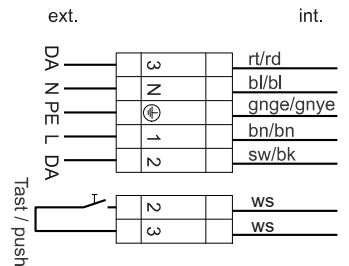 ext. int.
DA 3 rt/rd
N N bl/bl
PE gnge/gnye
L 1 bn/bn
DA 2 sw/bk
Tast / push
2 ws
3 ws